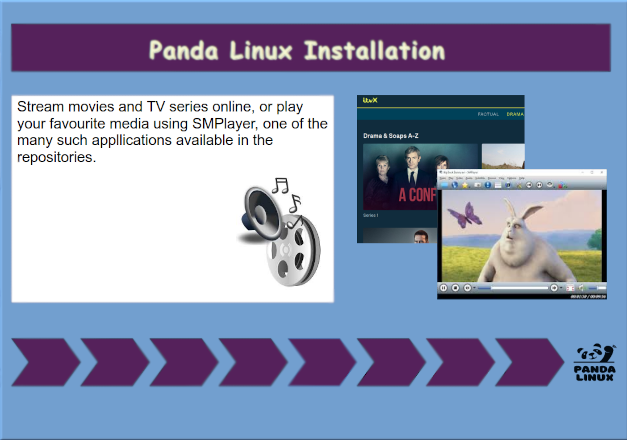 Panda Linux Installation
Stream movies and TV series online, or play
your favourite media using SMPlayer, one of the
many such appllications available in the
repositories.
itvX
FACTUAL DRAMA
Drama & Soaps A-Z
A CONF
Series 1
PANDA
LINUX